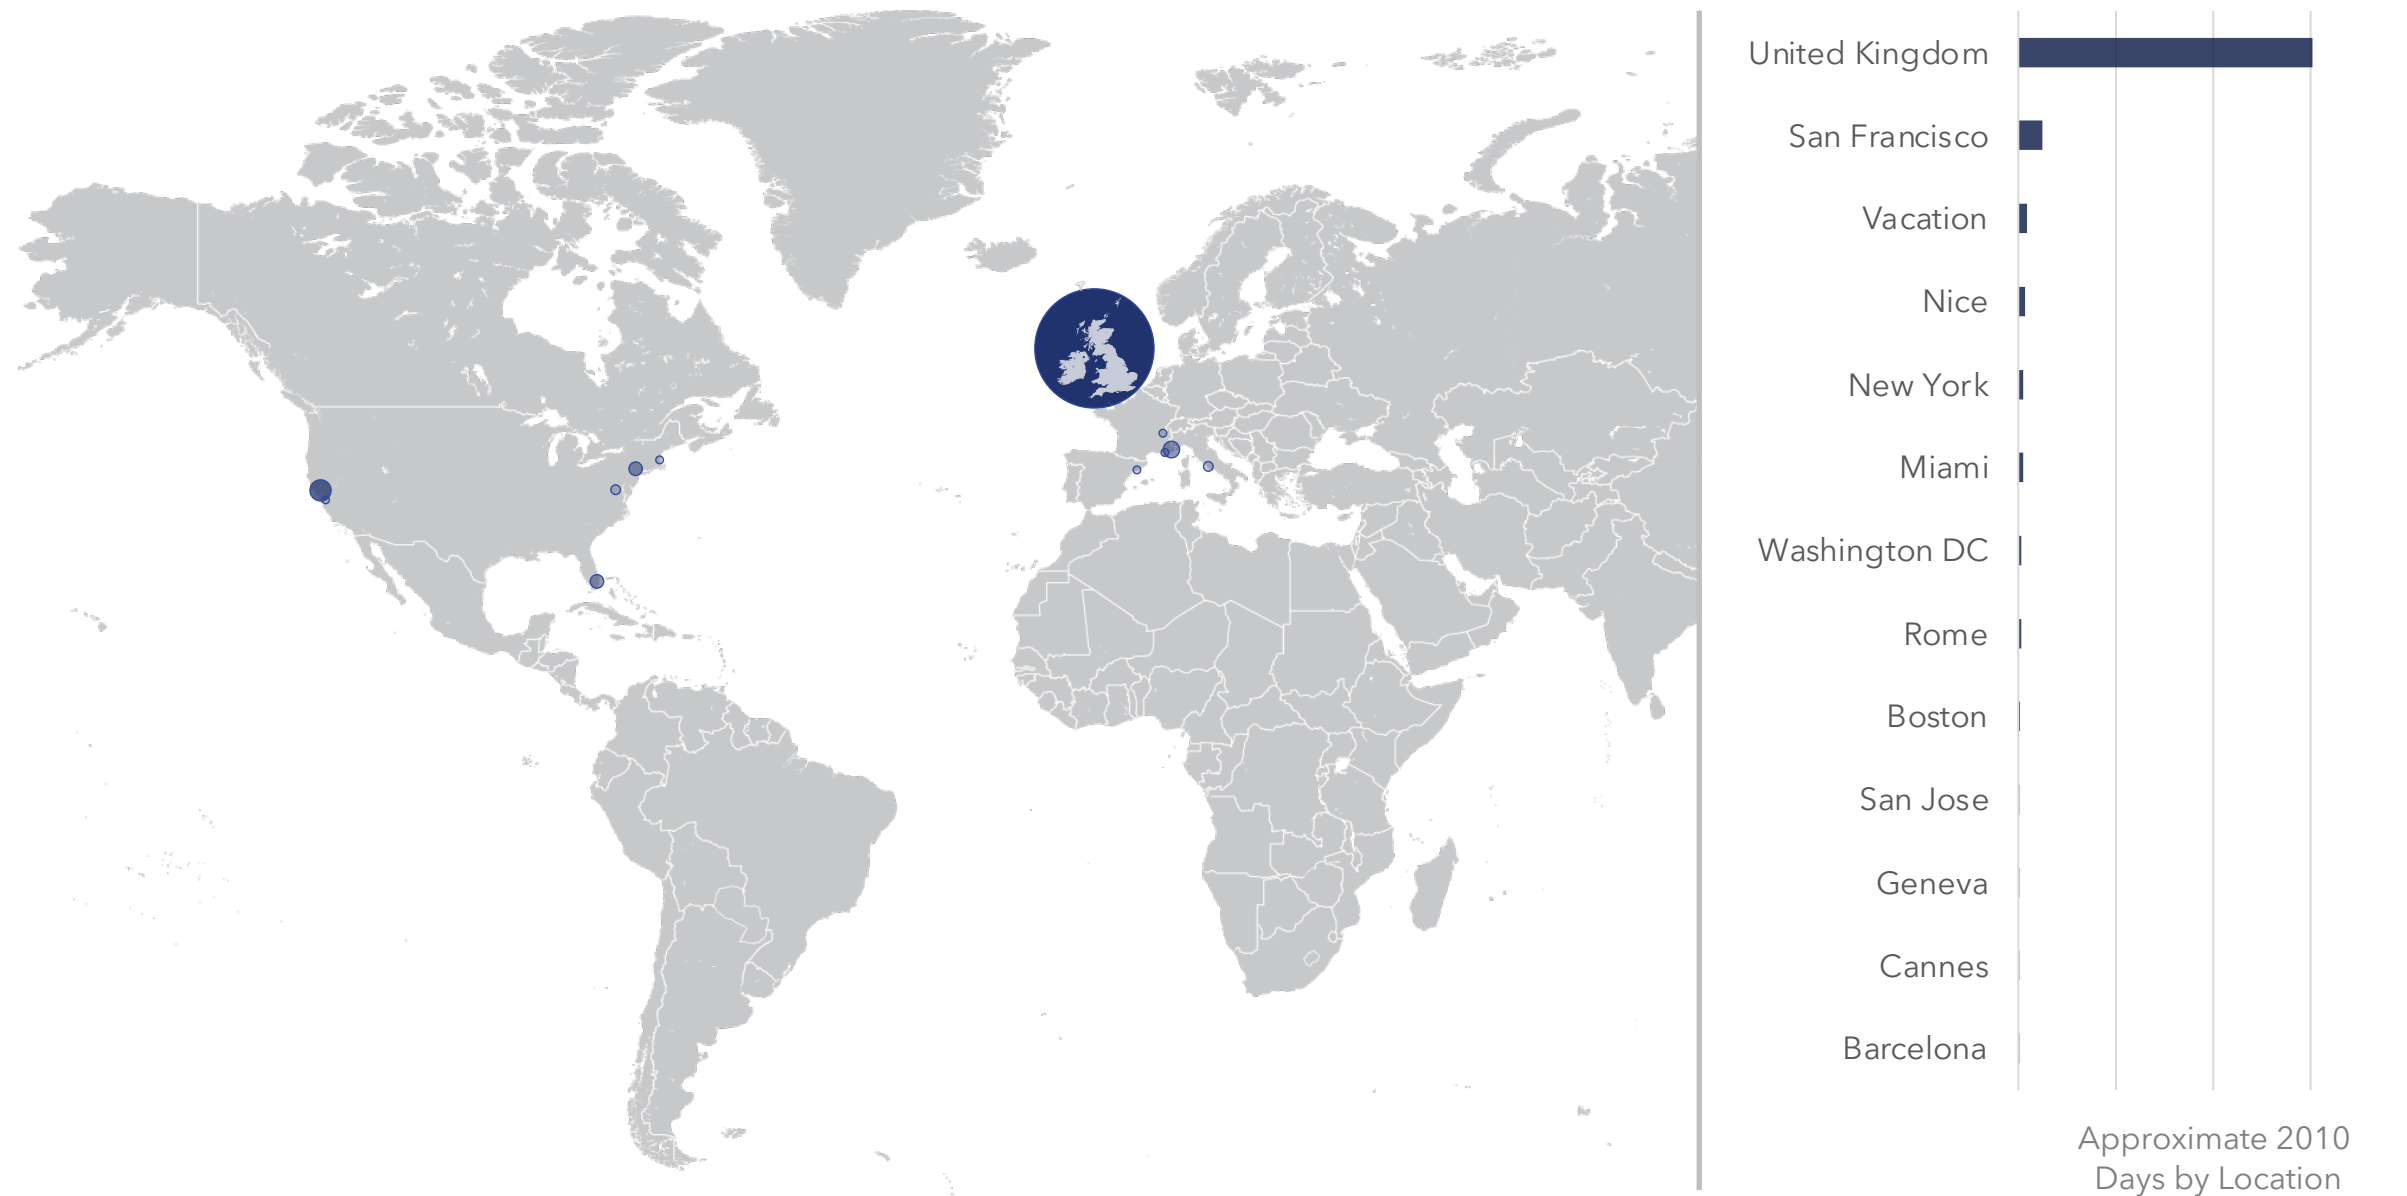 United Kingdom
San Francisco
Vacation
Nice
New York
Miami
Washington DC
Rome
Boston
San Jose
Geneva
Cannes
Barcelona
Approximate 2010
Days by Location